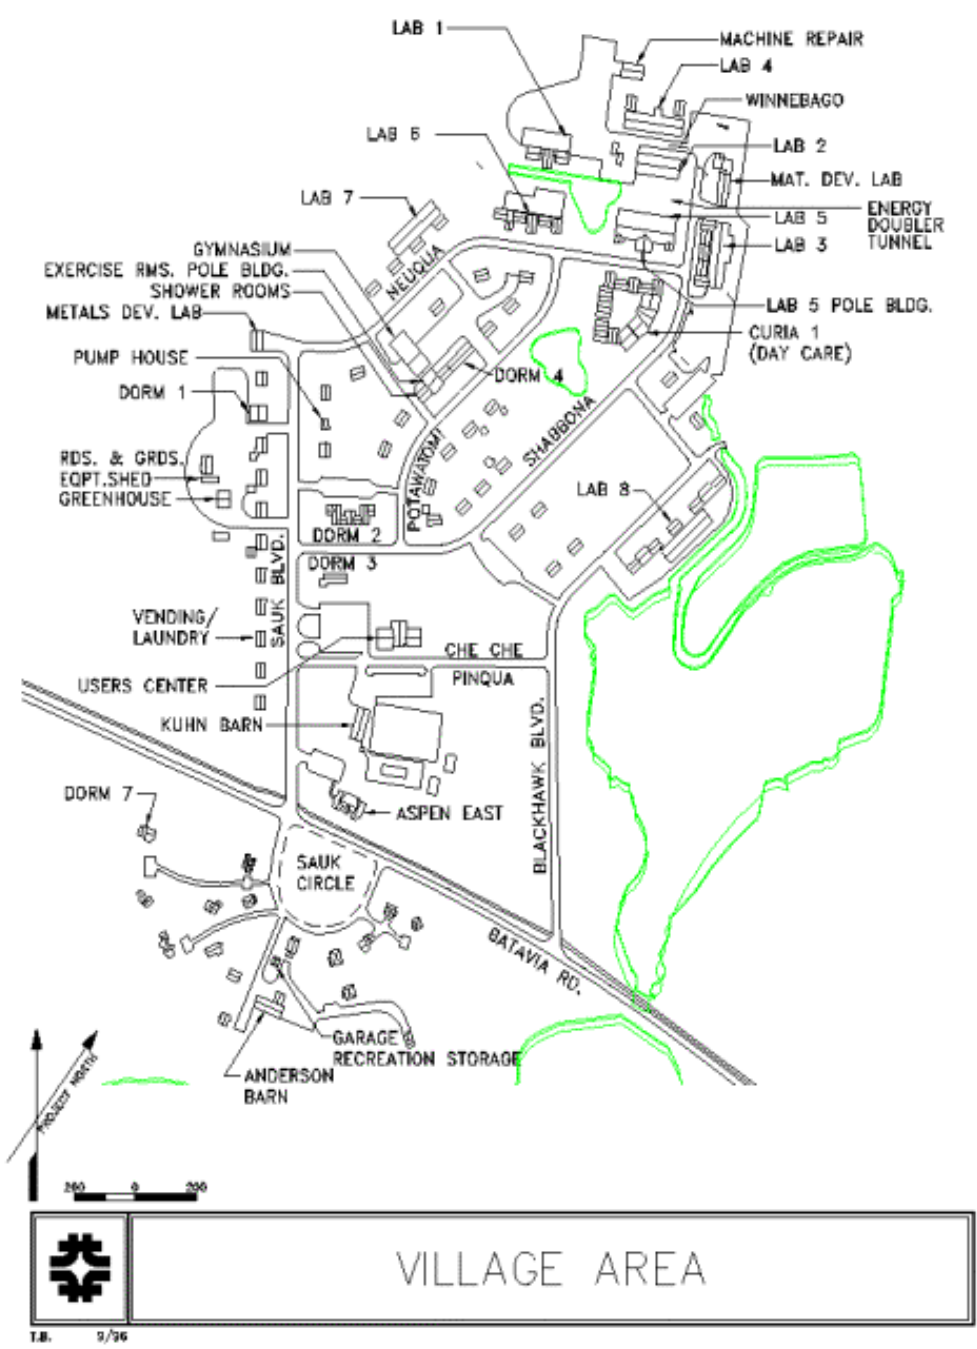 LAB 1
MACHINE REPAIR
LAB 4
WINNEBAGO
LAB 6
LAB 2
MAT. DEV. LAB
LAB 7
ENERGY
DOUBLER
TUNNEL
LAB 5
LAB 3
GYMNASIUM
EXERCISE RMS. POLE BLDG.
SHOWER ROOMS
METALS DEV. LAB
NEUQUA
LAB 5 POLE BLDG.
CURIA 1
(DAY CARE)
PUMP HOUSE
DORM 1
DORM 4
SHABBONA
POTAWATOMI
RDS. & GRDS.
EQPT.SHED
GREENHOUSE
LAB 8
DORM 2
DORM 3
SAUK BLVD.
VENDING/
LAUNDRY
CHE CHE
PINQUA
USERS CENTER
KUHN BARN
BLACKHAWK BLVD.
DORM 7
ASPEN EAST
SAUK
CIRCLE
BATAVIA RD.
GARAGE
RECREATION STORAGE
ANDERSON
BARN
PROJECT NORTH
200 0 200
VILLAGE AREA
T.B. 9/96